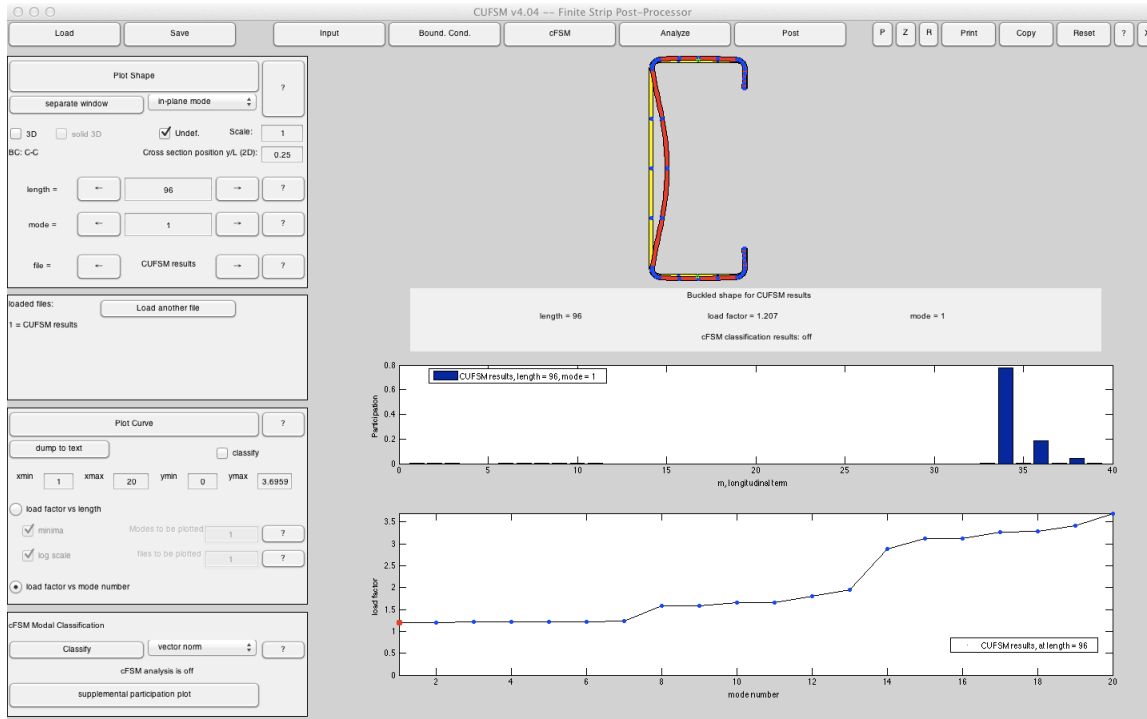 CUFSM v4.04 -- Finite Strip Post-Processor
Load Save Input Bound. Cond. cFSM Analyze Post P Z R Print Copy Reset ? X
Plot Shape ?
separate window in-plane mode
3D solid 3D Undef. Scale: 1
BC: C-C Cross section position y/L (2D): 0.25
length = ← 96 → ?
mode = ← 1 → ?
file = ← CUFSM results → ?
loaded files: Load another file
1 = CUFSM results
Plot Curve ?
dump to text classify
xmin 1 xmax 20 ymin 0 ymax 3.6959
load factor vs length
minima Modes to be plotted 1 ?
log scale files to be plotted 1 ?
load factor vs mode number
cFSM Modal Classification
Classify vector norm ?
cFSM analysis is off
supplemental participation plot
Buckled shape for CUFSM results
length = 96 load factor = 1.207 mode = 1
cFSM classification results: off
CUFSM results, length = 96, mode = 1
Participation
0.8
0.6
0.4
0.2
0
0 5 10 15 20 25 30 35 40
m, longitudinal term
load factor
3.5
3
2.5
2
1.5
1
0.5
0
CUFSM results, at length = 96
2 4 6 8 10 12 14 16 18 20
mode number